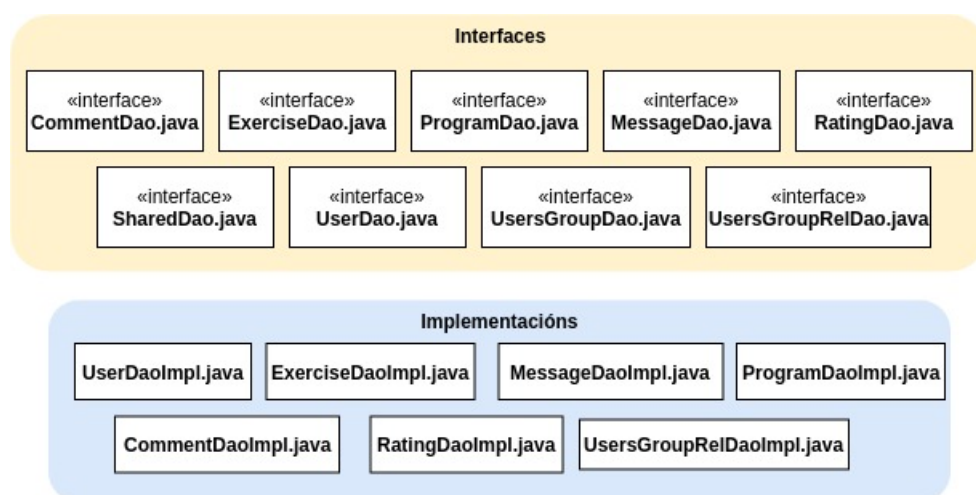 Interfaces
«interface» «interface» «interface» «interface» «interface»
CommentDao.java ExerciseDao.java ProgramDao.java MessageDao.java RatingDao.java
«interface» «interface» «interface» «interface»
SharedDao.java UserDao.java UsersGroupDao.java UsersGroupRelDao.java
Implementacións
UserDaoImpl.java ExerciseDaoImpl.java MessageDaoImpl.java ProgramDaoImpl.java
CommentDaoImpl.java RatingDaoImpl.java UsersGroupRelDaoImpl.java